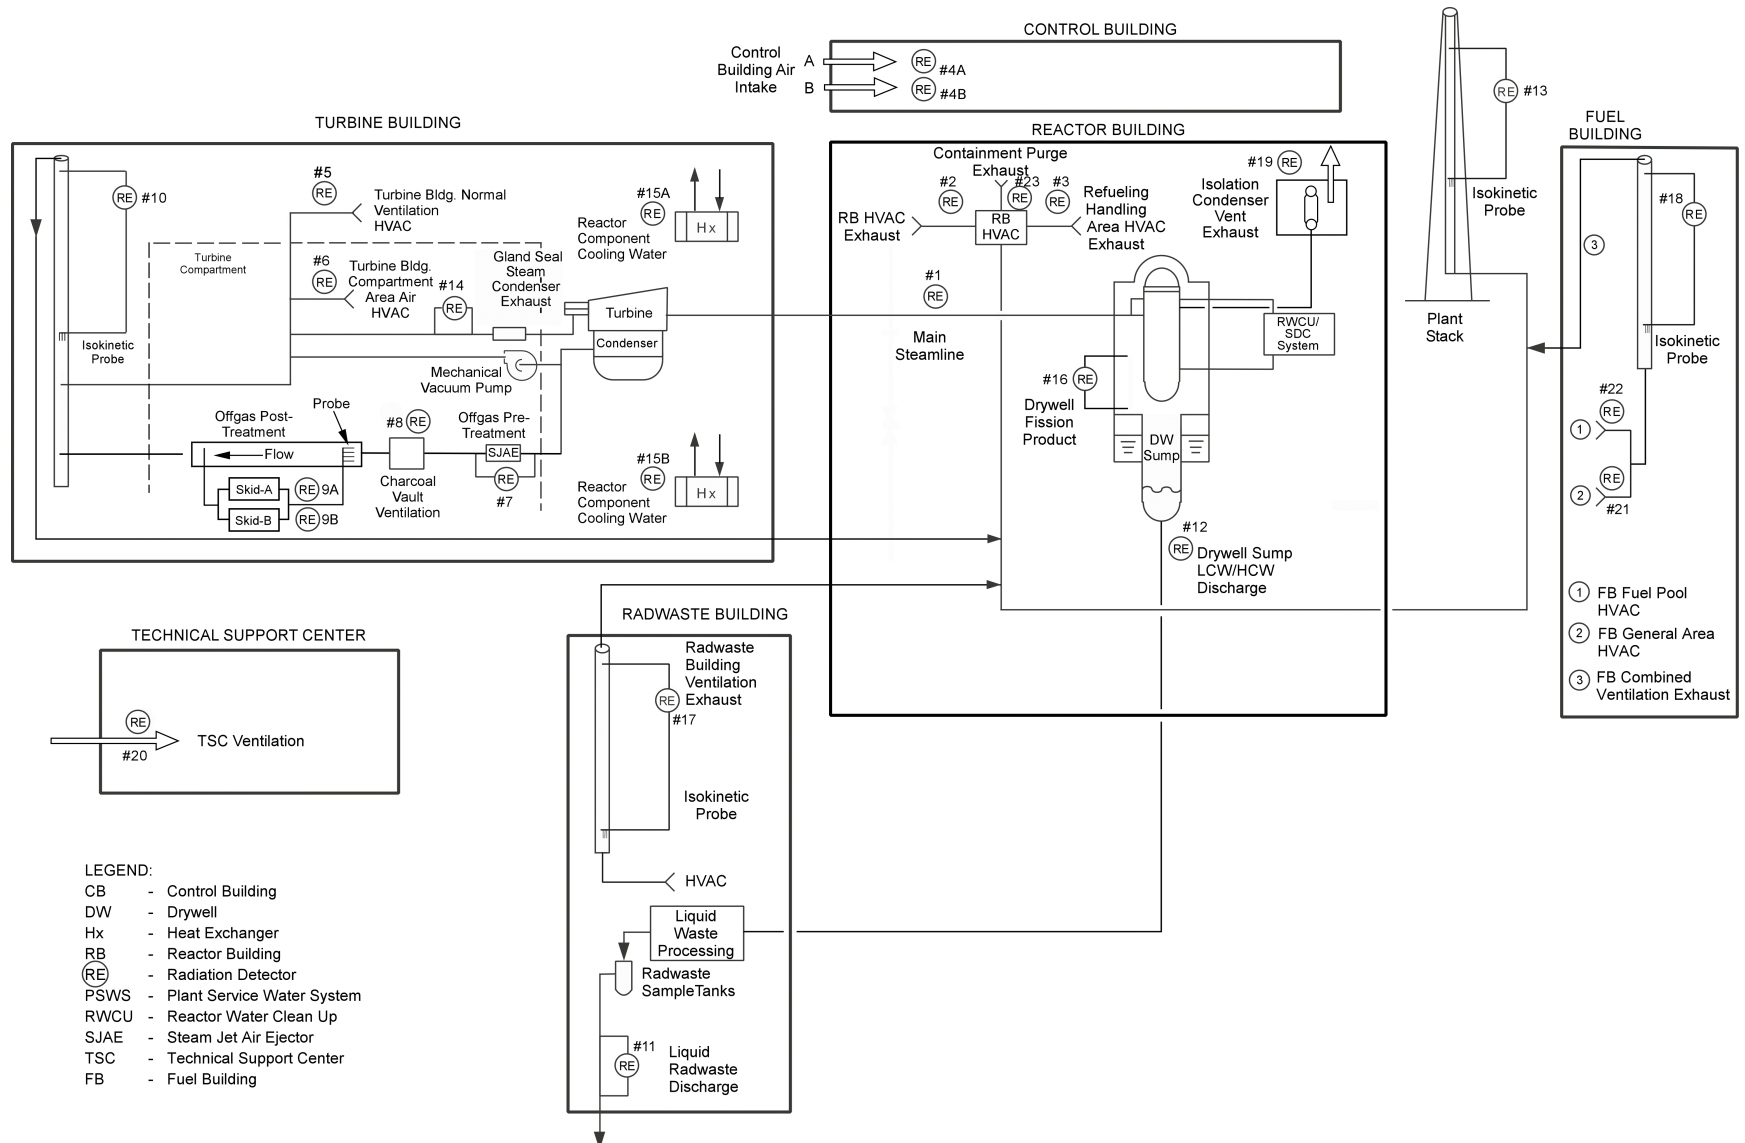 CONTROL BUILDING
Control
Building Air
Intake
A
B
RE
#4A
RE
#4B
RE
#13
Isokinetic
Probe
Plant
Stack
TURBINE BUILDING
RE
#10
Isokinetic
Probe
#5
RE
Turbine Bldg. Normal
Ventilation
HVAC
Turbine
Compartment
#6
RE
Turbine Bldg.
Compartment
Area Air
HVAC
#14
RE
Gland Seal
Steam
Condenser
Exhaust
#15A
RE
Reactor
Component
Cooling Water
Hx
Turbine
Condenser
Mechanical
Vacuum Pump
Probe
Offgas Post-
Treatment
Flow
Skid-A
RE
9A
Skid-B
RE
9B
#8
RE
Charcoal
Vault
Ventilation
Offgas Pre-
Treatment
SJAE
RE
#7
#15B
RE
Reactor
Component
Cooling Water
Hx
REACTOR BUILDING
Containment Purge
Exhaust
#2
RE
#23
RE
#3
RE
RB HVAC
Exhaust
RB
HVAC
Refueling
Handling
Area HVAC
Exhaust
#19
RE
Isolation
Condenser
Vent
Exhaust
#1
RE
Main
Steamline
RWCU/
SDC
System
#16
RE
Drywell
Fission
Product
DW
Sump
#12
RE
Drywell Sump
LCW/HCW
Discharge
FUEL
BUILDING
#18
RE
3
Isokinetic
Probe
#22
RE
1
RE
2
#21
1 FB Fuel Pool
HVAC
2 FB General Area
HVAC
3 FB Combined
Ventilation Exhaust
TECHNICAL SUPPORT CENTER
RE
#20
TSC Ventilation
RADWASTE BUILDING
Radwaste
Building
Ventilation
Exhaust
RE
#17
Isokinetic
Probe
HVAC
Liquid
Waste
Processing
Radwaste
SampleTanks
#11
RE
Liquid
Radwaste
Discharge
LEGEND:
CB - Control Building
DW - Drywell
Hx - Heat Exchanger
RB - Reactor Building
RE - Radiation Detector
PSWS - Plant Service Water System
RWCU - Reactor Water Clean Up
SJAE - Steam Jet Air Ejector
TSC - Technical Support Center
FB - Fuel Building